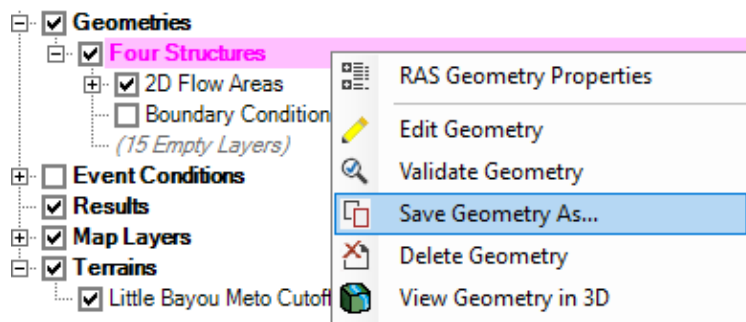 Geometries
Four Structures
2D Flow Areas
Boundary Condition
(15 Empty Layers)
Event Conditions
Results
Map Layers
Terrains
Little Bayou Meto Cutoff
RAS Geometry Properties
Edit Geometry
Validate Geometry
Save Geometry As...
Delete Geometry
View Geometry in 3D